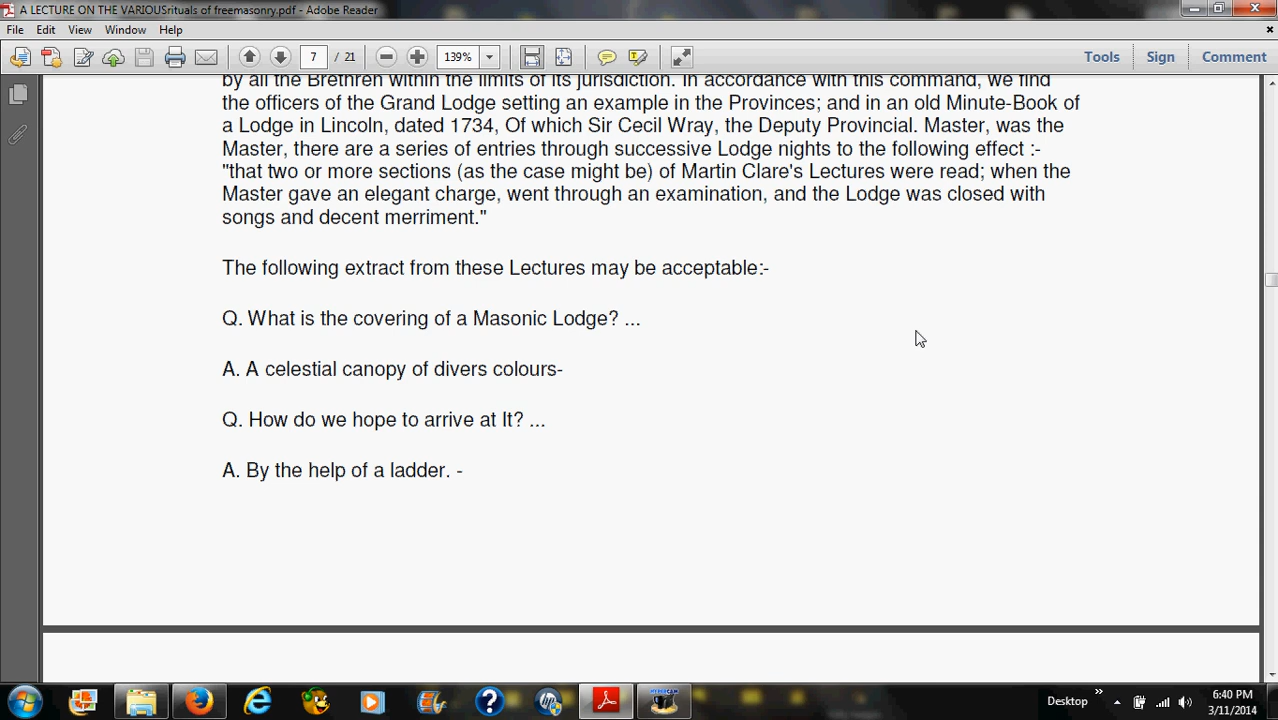 A LECTURE ON THE VARIOUSrituals of freemasonry.pdf - Adobe Reader
File Edit View Window Help
7 / 21 139% Tools Sign Comment
by all the Brethren within the limits of its jurisdiction. In accordance with this command, we find
the officers of the Grand Lodge setting an example in the Provinces; and in an old Minute-Book of
a Lodge in Lincoln, dated 1734, Of which Sir Cecil Wray, the Deputy Provincial. Master, was the
Master, there are a series of entries through successive Lodge nights to the following effect :-
"that two or more sections (as the case might be) of Martin Clare's Lectures were read; when the
Master gave an elegant charge, went through an examination, and the Lodge was closed with
songs and decent merriment."
The following extract from these Lectures may be acceptable:-
Q. What is the covering of a Masonic Lodge? ...
A. A celestial canopy of divers colours-
Q. How do we hope to arrive at It? ...
A. By the help of a ladder. -
Desktop
6:40 PM
3/11/2014